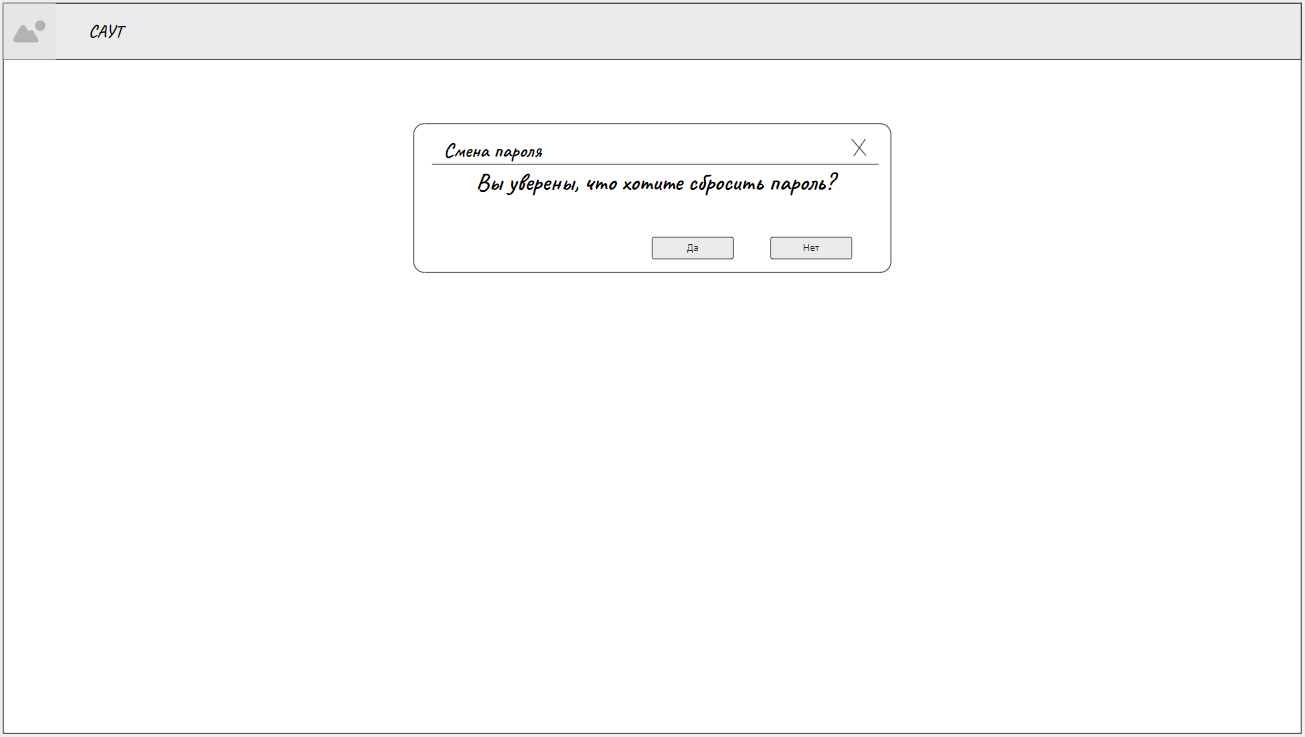 САУТ
Смена пароля
Вы уверены, что хотите сбросить пароль?
Да
Нет